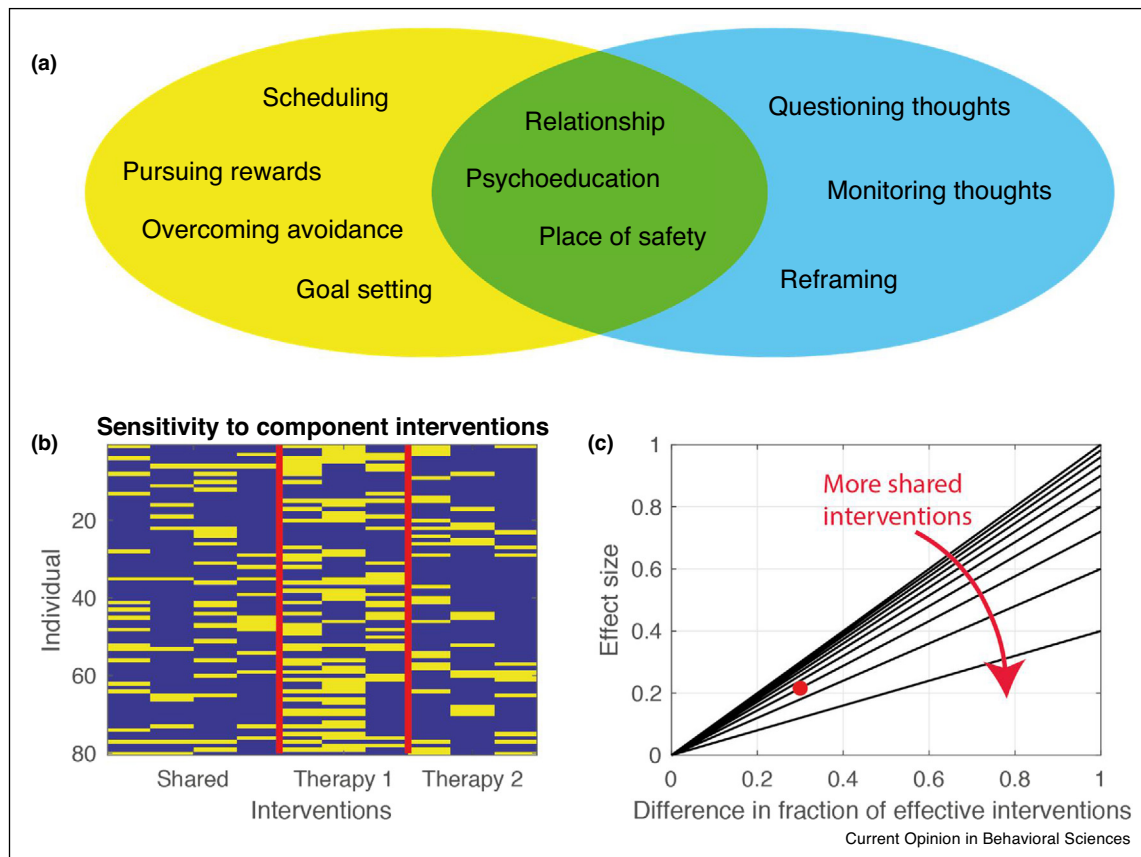 (a)
Scheduling
Pursuing rewards
Overcoming avoidance
Goal setting
Relationship
Psychoeducation
Place of safety
Questioning thoughts
Monitoring thoughts
Reframing
(b)
Sensitivity to component interventions
Individual
20
40
60
80
Shared
Therapy 1
Therapy 2
Interventions
(c)
Effect size
1
0.8
0.6
0.4
0.2
0
More shared
interventions
0
0.2
0.4
0.6
0.8
1
Difference in fraction of effective interventions
Current Opinion in Behavioral Sciences